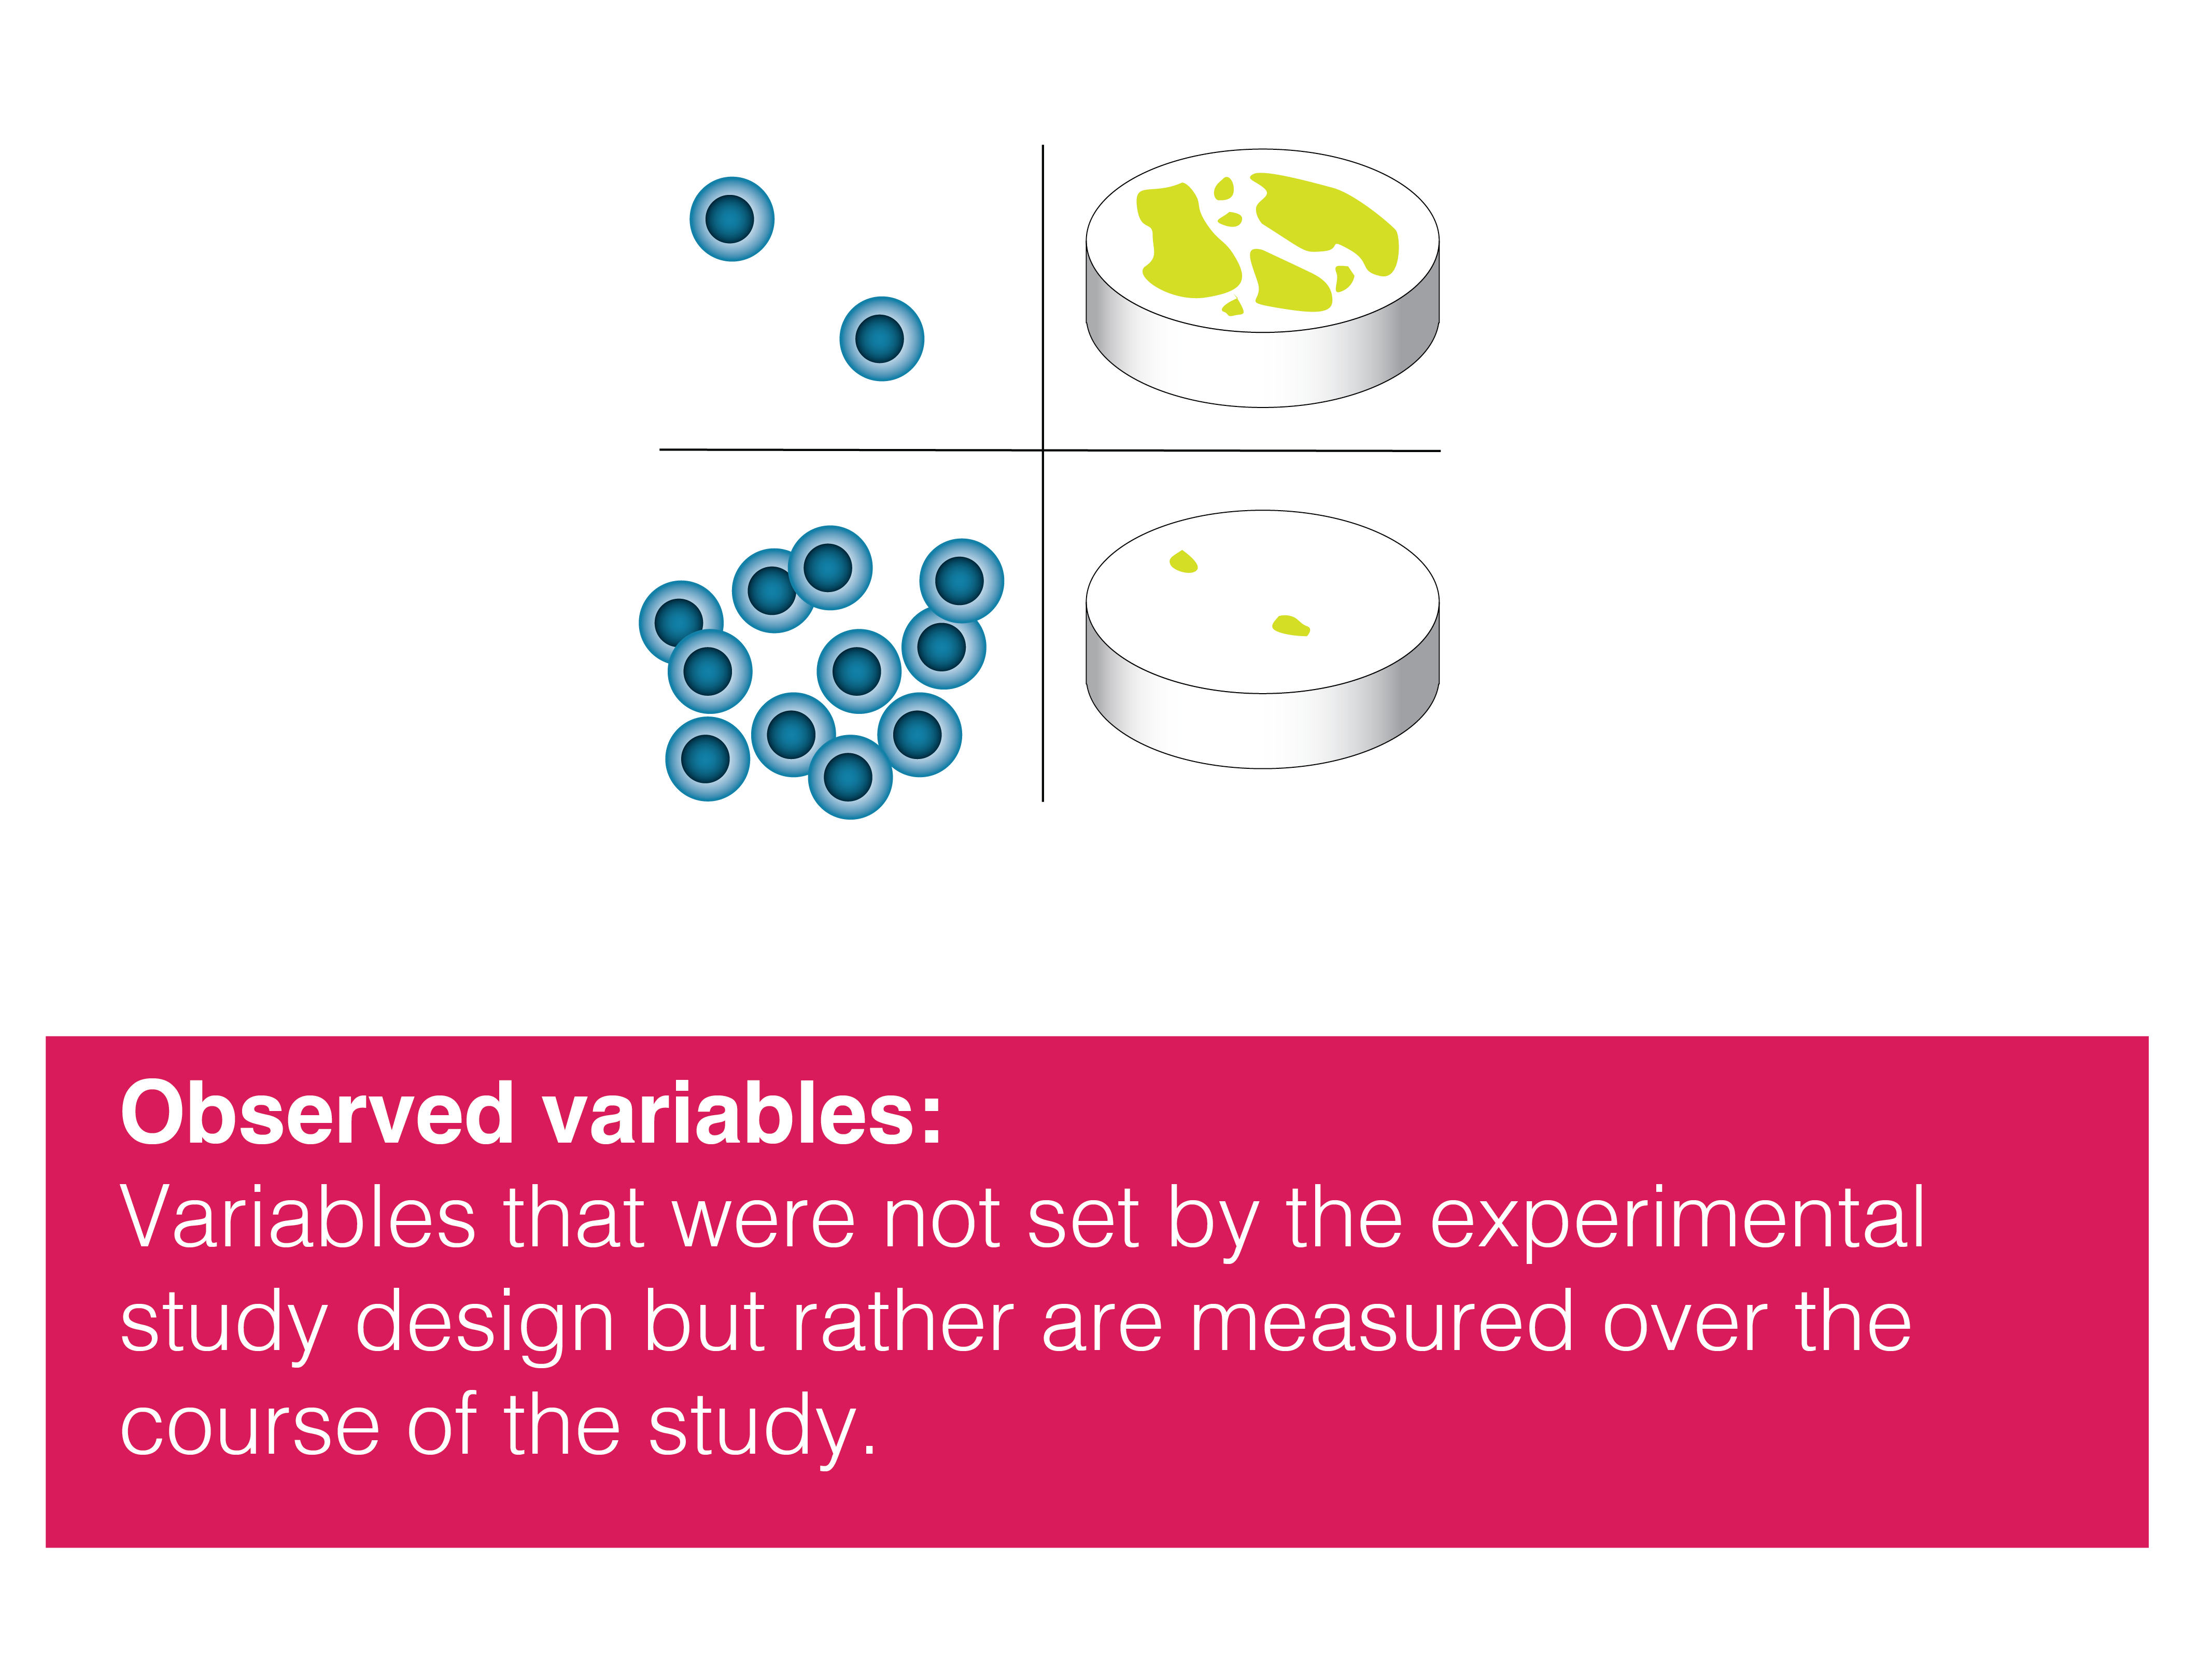 Observed variables:
Variables that were not set by the experimental
study design but rather are measured over the
course of the study.